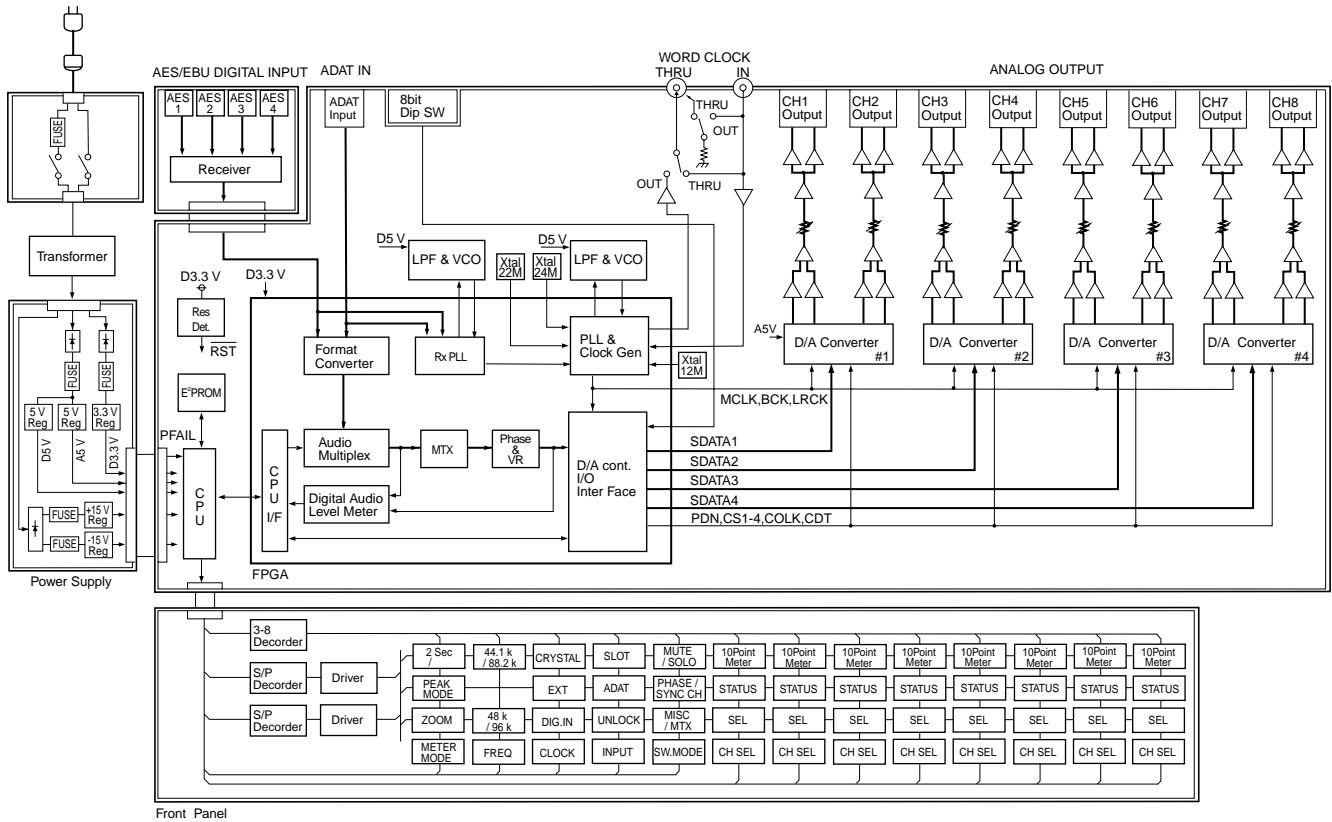 WORD CLOCK
THRU
IN
AES/EBU DIGITAL INPUT
ADAT IN
ANALOG OUTPUT
AES
1
AES
2
AES
3
AES
4
ADAT
Input
8bit
Dip SW
THRU
OUT
CH1
Output
CH2
Output
CH3
Output
CH4
Output
CH5
Output
CH6
Output
CH7
Output
CH8
Output
FUSE
Receiver
OUT
THRU
Transformer
D5 V
LPF & VCO
Xtal
22M
Xtal
24M
D5 V
LPF & VCO
D3.3 V
Res
Det.
RST
D3.3 V
Format
Converter
Rx PLL
PLL &
Clock Gen
Xtal
12M
A5V
D/A Converter
#1
D/A Converter
#2
D/A Converter
#3
D/A Converter
#4
MCLK,BCK,LRCK
FUSE
FUSE
5 V
Reg
5 V
Reg
3.3 V
Reg
D5 V
A5 V
D3.3 V
FUSE
+15 V
Reg
FUSE
-15 V
Reg
Power Supply
PFAIL
E²PROM
CPU
CPU
I/F
Audio
Multiplex
MTX
Phase
&
VR
Digital Audio
Level Meter
D/A cont.
I/O
Inter Face
FPGA
SDATA1
SDATA2
SDATA3
SDATA4
PDN,CS1-4,COLK,CDT
3-8
Decorder
S/P
Decorder
Driver
S/P
Decorder
Driver
2 Sec
/
44.1 k
/ 88.2 k
CRYSTAL
SLOT
MUTE
/ SOLO
10Point
Meter
10Point
Meter
10Point
Meter
10Point
Meter
10Point
Meter
10Point
Meter
10Point
Meter
10Point
Meter
PEAK
MODE
EXT
ADAT
PHASE /
SYNC CH
STATUS
STATUS
STATUS
STATUS
STATUS
STATUS
STATUS
STATUS
ZOOM
48 k
/ 96 k
DIG.IN
UNLOCK
MISC
/ MTX
SEL
SEL
SEL
SEL
SEL
SEL
SEL
SEL
METER
MODE
FREQ
CLOCK
INPUT
SW.MODE
CH SEL
CH SEL
CH SEL
CH SEL
CH SEL
CH SEL
CH SEL
CH SEL
Front Panel